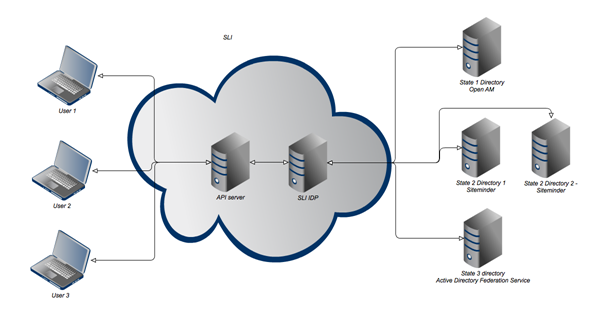 SLI
User 1
User 2
User 3
API server
SLI IDP
State 1 Directory
Open AM
State 2 Directory 1
Siteminder
State 2 Directory 2 -
Siteminder
State 3 directory
Active Directory Federation Service